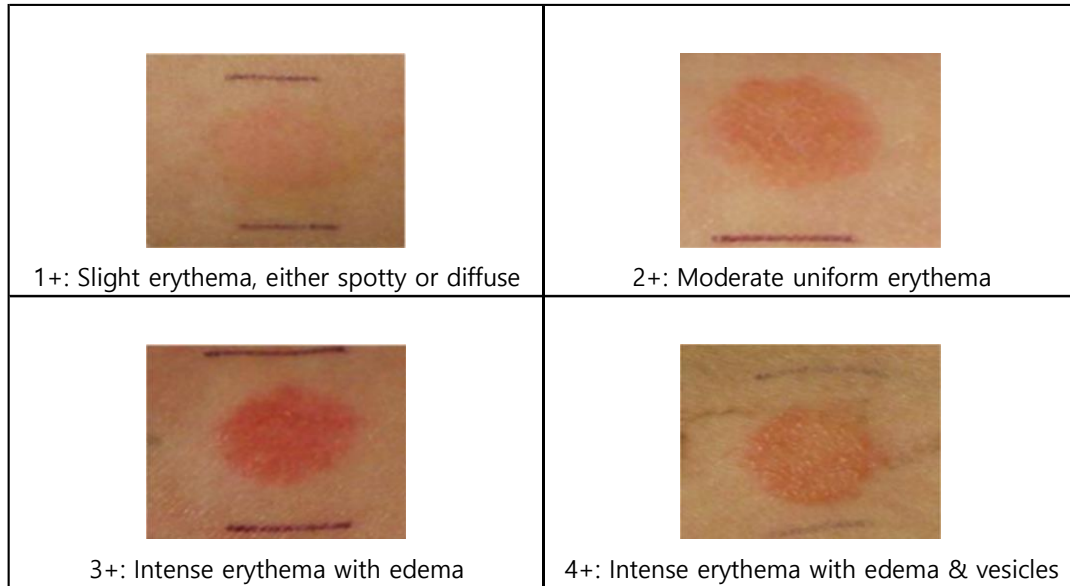 1+: Slight erythema, either spotty or diffuse
2+: Moderate uniform erythema
3+: Intense erythema with edema
4+: Intense erythema with edema & vesicles